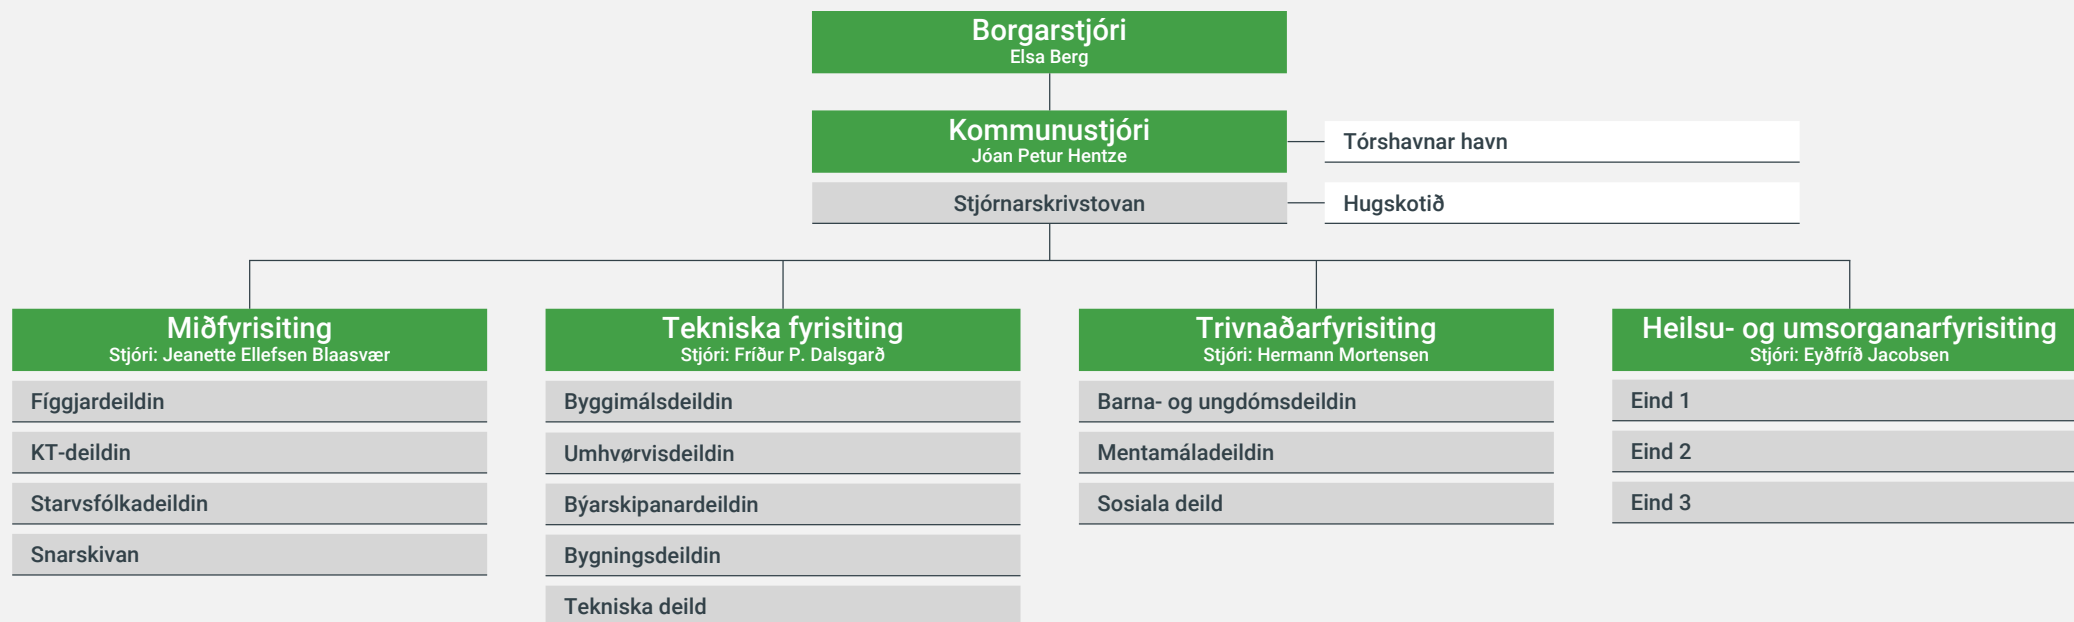 Borgarstjóri
Elsa Berg
Kommunustjóri
Jóan Petur Hentze
Tórshavnar havn
Stjórnarskrivstovan
Hugskotið
Miðfyrisiting
Stjóri: Jeanette Ellefsen Blaasvær
Fíggjardeildin
KT-deildin
Starvsfólkadeildin
Snarskivan
Tekniska fyrisiting
Stjóri: Fríður P. Dalsgarð
Byggimálsdeildin
Umhvørvisdeildin
Býarskipanardeildin
Bygningsdeildin
Tekniska deild
Trivnaðarfyrisiting
Stjóri: Hermann Mortensen
Barna- og ungdómsdeildin
Mentamáladeildin
Sosiala deild
Heilsu- og umsorganarfyrisiting
Stjóri: Eyðfríð Jacobsen
Eind 1
Eind 2
Eind 3